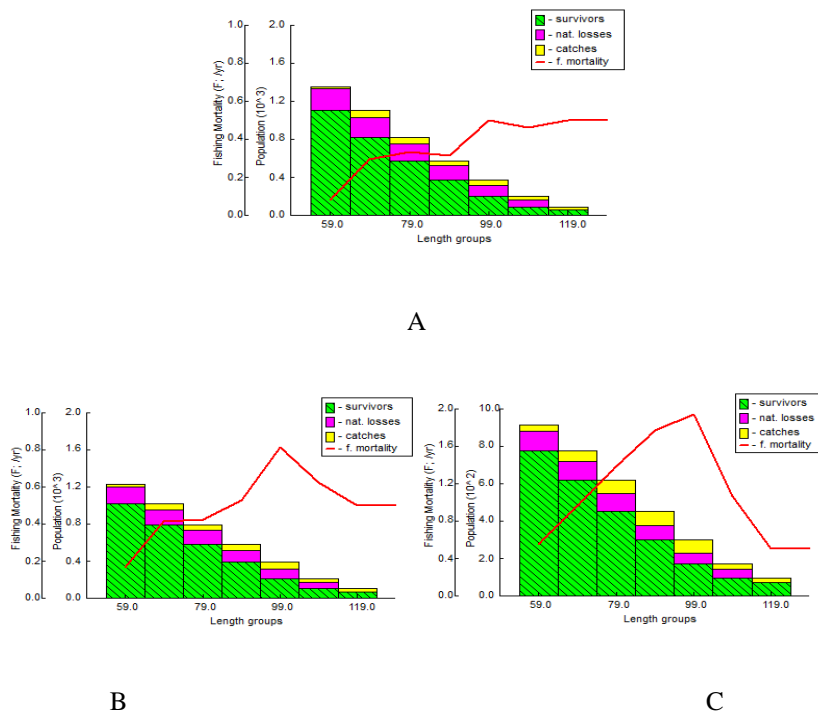 - survivors
- nat. losses
- catches
- f. mortality
Fishing Mortality (F; /yr)
1.0
0.8
0.6
0.4
0.2
0.0
Population (10^3)
2.0
1.6
1.2
0.8
0.4
0.0
59.0 79.0 99.0 119.0
Length groups
A
- survivors
- nat. losses
- catches
- f. mortality
Fishing Mortality (F; /yr)
1.0
0.8
0.6
0.4
0.2
0.0
Population (10^3)
2.0
1.6
1.2
0.8
0.4
0.0
59.0 79.0 99.0 119.0
Length groups
B
- survivors
- nat. losses
- catches
- f. mortality
Fishing Mortality (F; /yr)
2.0
1.6
1.2
0.8
0.4
0.0
Population (10^2)
10.0
8.0
6.0
4.0
2.0
0.0
59.0 79.0 99.0 119.0
Length groups
C